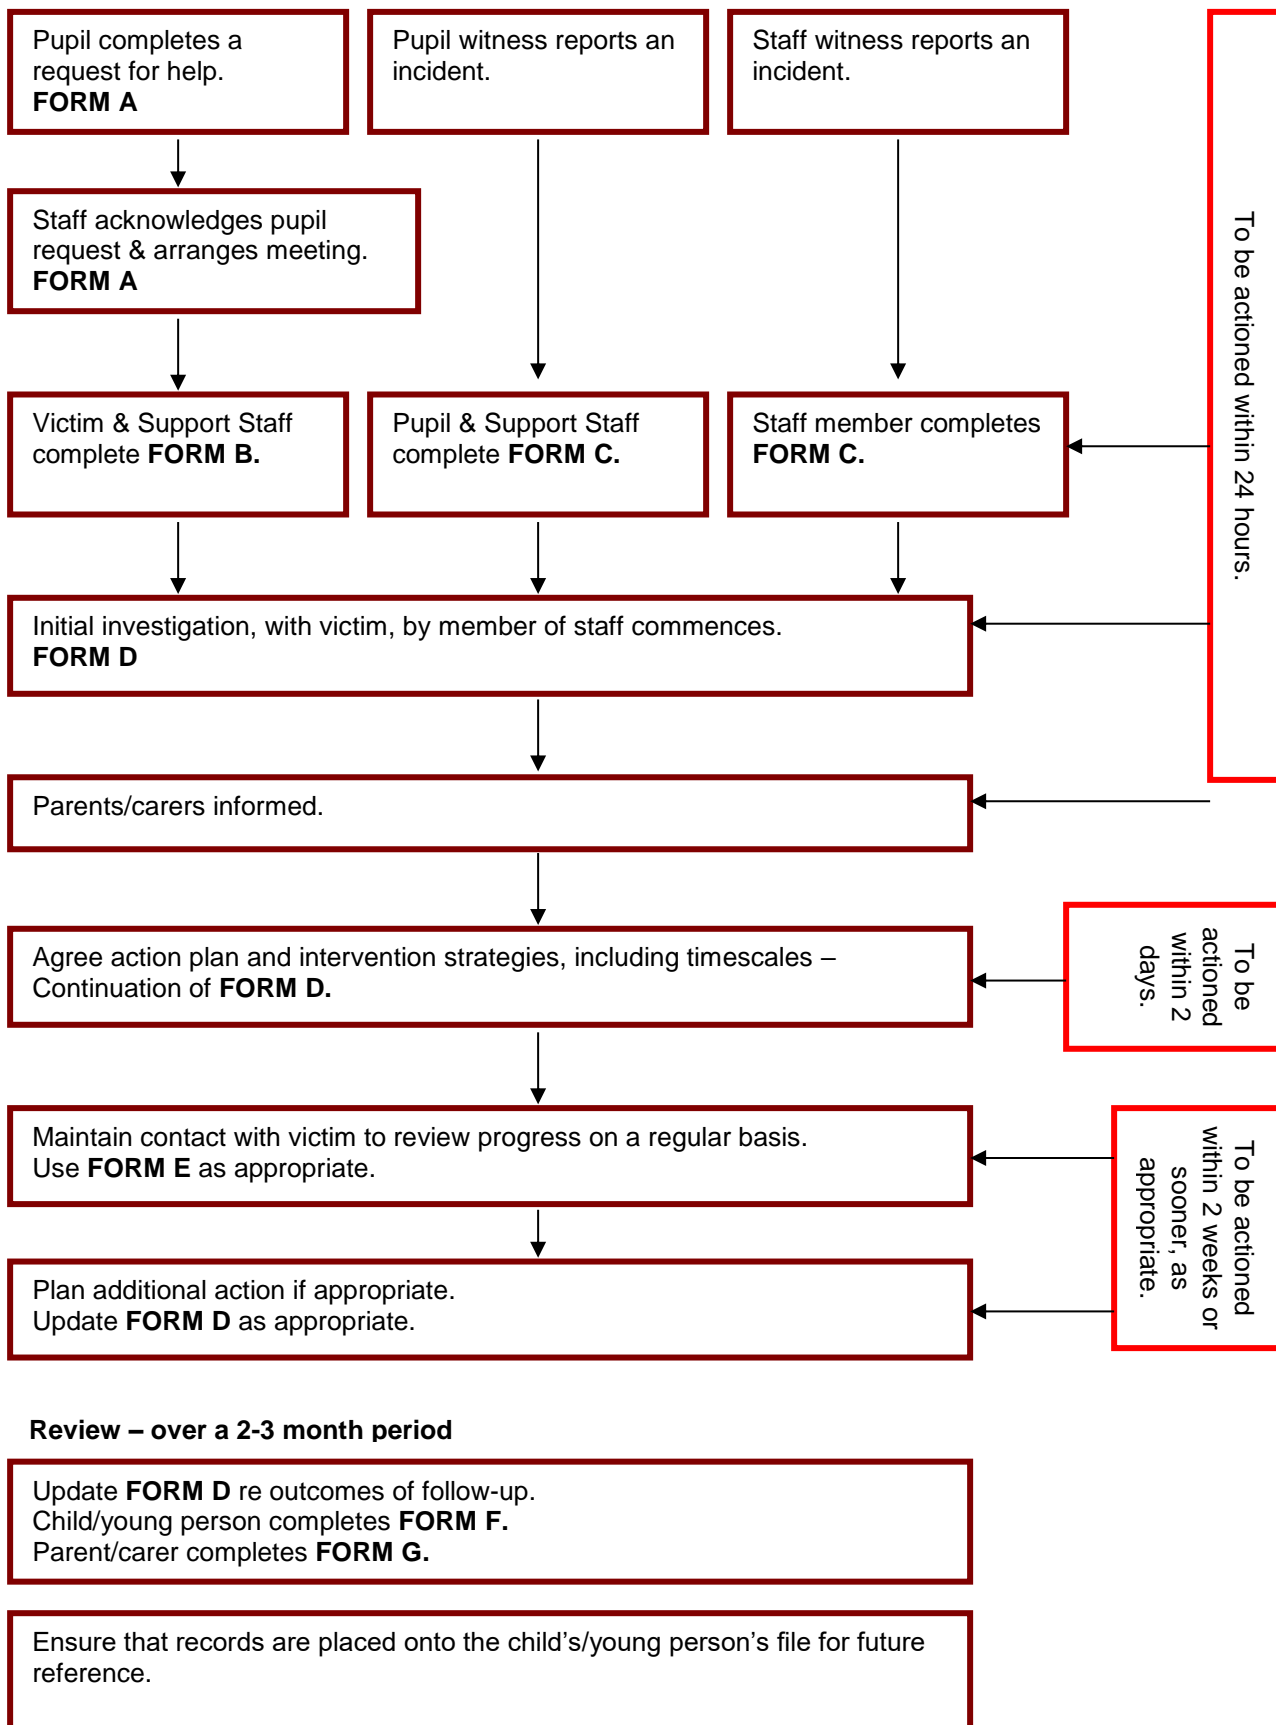 Pupil completes a
request for help.
FORM A
Pupil witness reports an
incident.
Staff witness reports an
incident.
Staff acknowledges pupil
request & arranges meeting.
FORM A
To be actioned within 24 hours.
Victim & Support Staff
complete FORM B.
Pupil & Support Staff
complete FORM C.
Staff member completes
FORM C.
Initial investigation, with victim, by member of staff commences.
FORM D
Parents/carers informed.
Agree action plan and intervention strategies, including timescales –
Continuation of FORM D.
To be
actioned
within 2
days.
Maintain contact with victim to review progress on a regular basis.
Use FORM E as appropriate.
To be actioned
within 2 weeks or
sooner, as
appropriate.
Plan additional action if appropriate.
Update FORM D as appropriate.
Review – over a 2-3 month period
Update FORM D re outcomes of follow-up.
Child/young person completes FORM F.
Parent/carer completes FORM G.
Ensure that records are placed onto the child’s/young person’s file for future
reference.